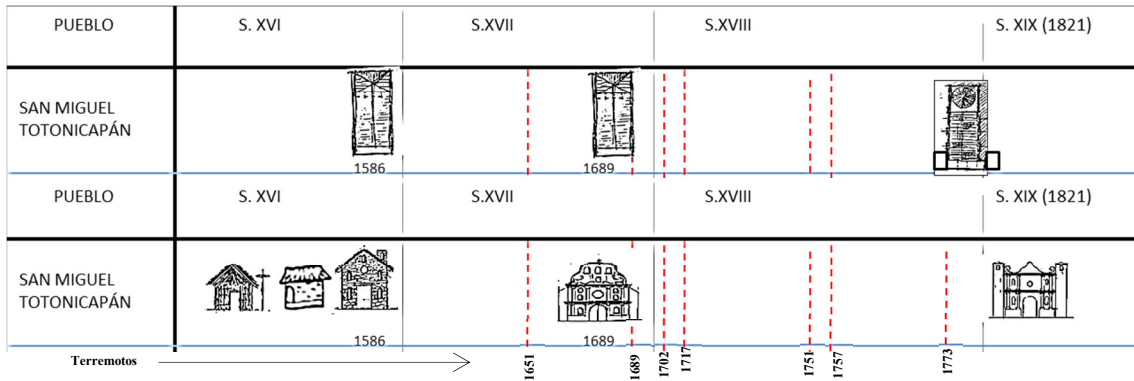 PUEBLO S. XVI S.XVII S.XVIII S. XIX (1821)
SAN MIGUEL
TOTONICAPÁN
1586 1689
PUEBLO S. XVI S.XVII S.XVIII S. XIX (1821)
SAN MIGUEL
TOTONICAPÁN
1586 1689
Terremotos 1651 1689 1702 1717 1751 1757 1773